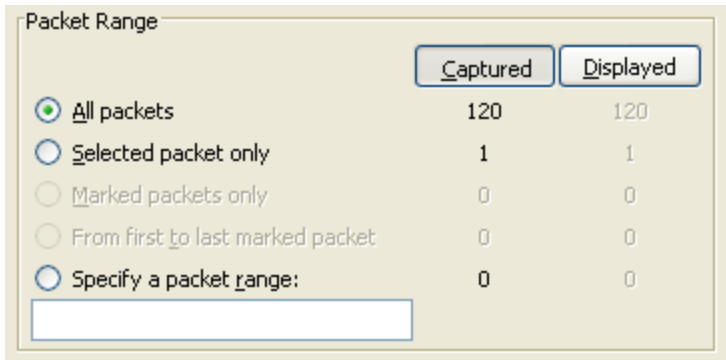 Packet Range
Captured Displayed
All packets 120 120
Selected packet only 1 1
Marked packets only 0 0
From first to last marked packet 0 0
Specify a packet range: 0 0